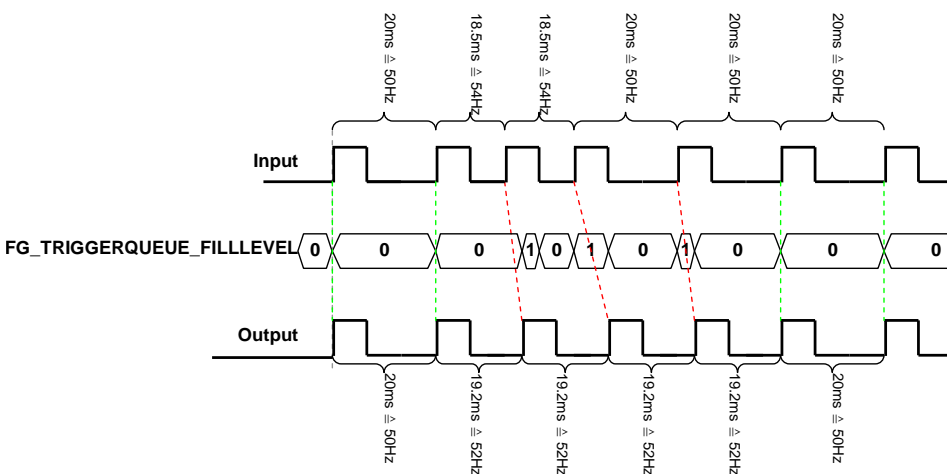 20ms ≙ 50Hz
18.5ms ≙ 54Hz
18.5ms ≙ 54Hz
20ms ≙ 50Hz
20ms ≙ 50Hz
20ms ≙ 50Hz
Input
FG_TRIGGERQUEUE_FILLLEVEL 0 0 0 1 0 1 0 1 0 0 0
Output
20ms ≙ 50Hz
19.2ms ≙ 52Hz
19.2ms ≙ 52Hz
19.2ms ≙ 52Hz
19.2ms ≙ 52Hz
20ms ≙ 50Hz